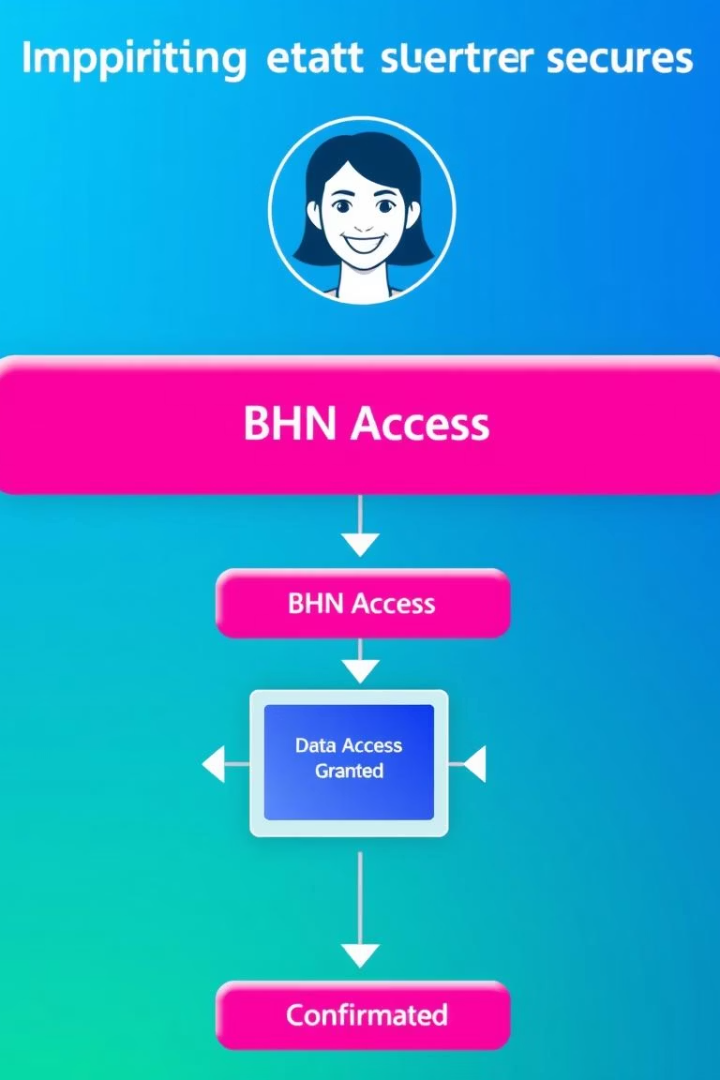 Imppiriting etatt sluertrer secures
BHN Access
BHN Access
Data Access
Granted
Confirmated